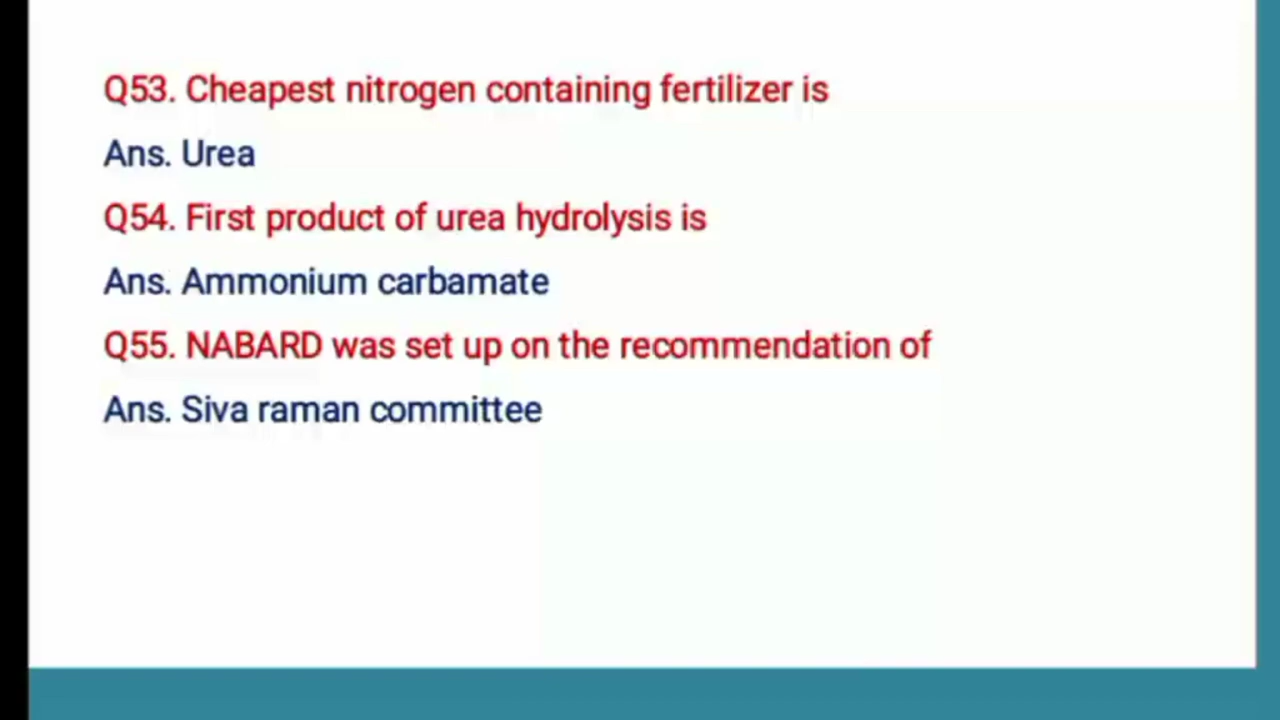 Q53. Cheapest nitrogen containing fertilizer is
Ans. Urea
Q54. First product of urea hydrolysis is
Ans. Ammonium carbamate
Q55. NABARD was set up on the recommendation of
Ans. Siva raman committee